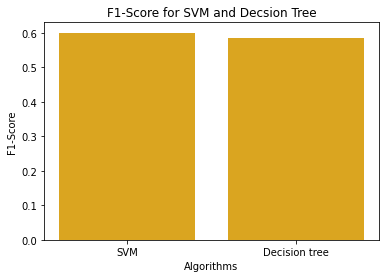 F1-Score for SVM and Decsion Tree
0.6
0.5
0.4
0.3
0.2
0.1
0.0
F1-Score
SVM
Decision tree
Algorithms